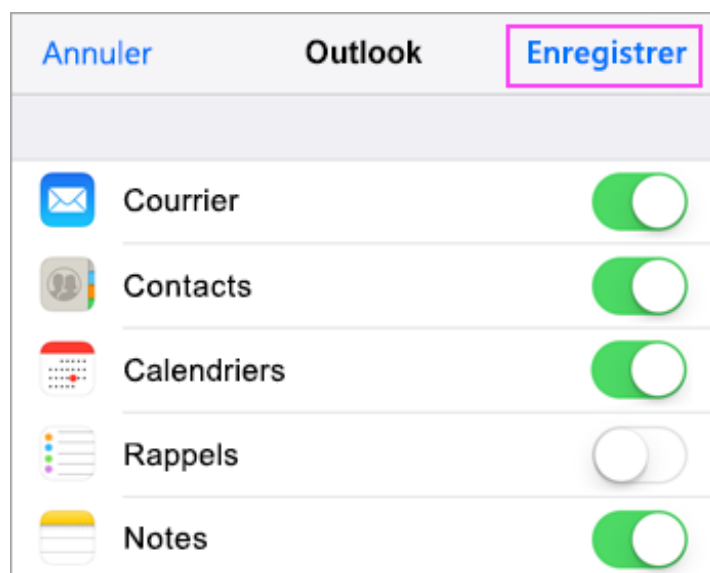 Annuler Outlook Enregistrer
Courrier
Contacts
Calendriers
Rappels
Notes